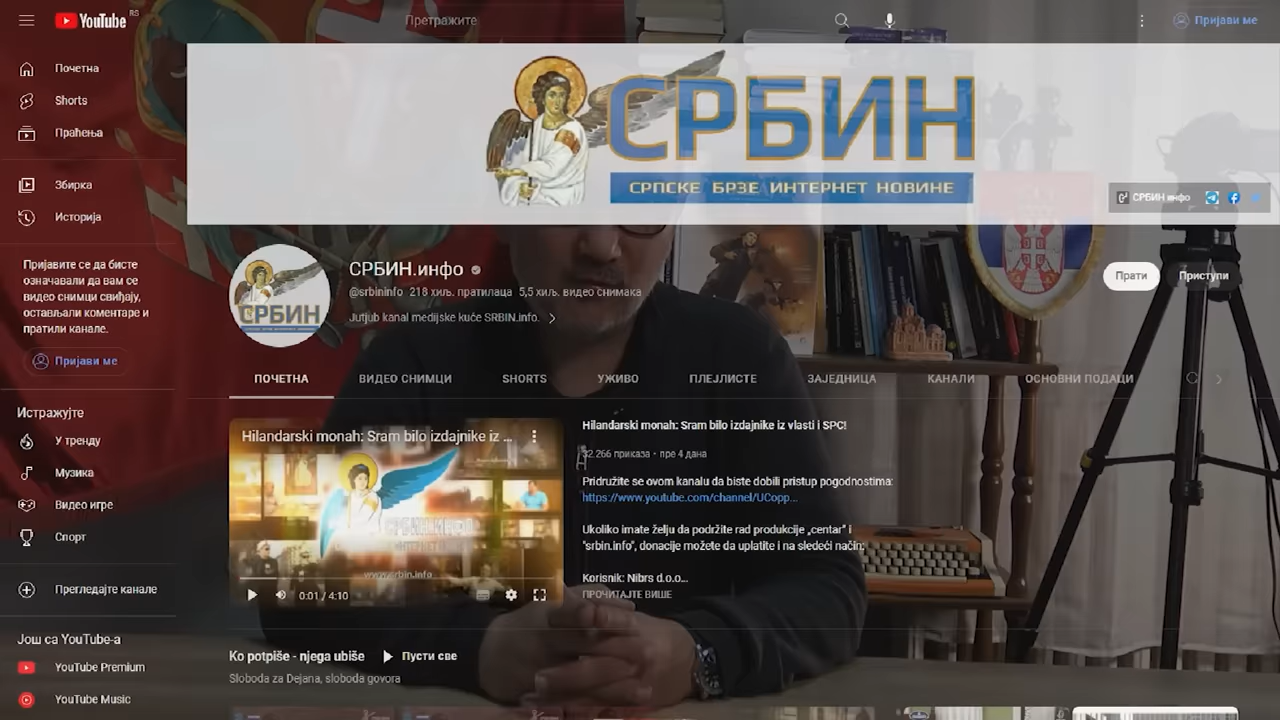 YouTube RS
Претражите
Пријави ме
Почетна
Shorts
Праћења
Збирка
Историја
Пријавите се да бисте
означавали да вам се
видео снимци свиђају,
остављали коментаре и
пратили канале.
Пријави ме
Истражујте
У тренду
Музика
Видео игре
Спорт
Прегледајте канале
Још са YouTube-a
YouTube Premium
YouTube Music
СРБИН
СРПСКЕ БРЗЕ ИНТЕРНЕТ НОВИНЕ
СРБИН инфо
СРБИН
СРБИН.инфо
@srbininfo 218 хиљ. пратилаца 5,5 хиљ. видео снимака
Jutjub kanal medijske kuće SRBIN.info.
Прати
Приступи
ПОЧЕТНА ВИДЕО СНИМЦИ SHORTS УЖИВО ПЛЕЈЛИСТЕ ЗАЈЕДНИЦА КАНАЛИ ОСНОВНИ ПОДАЦИ
Hilandarski monah: Sram bilo izdajnike iz ...
СРБИН.ИНФО
www.srbin.info
0:01 / 4:10
Hilandarski monah: Sram bilo izdajnike iz vlasti i SPC!
32.266 приказа • пре 4 дана
Pridružite se ovom kanalu da biste dobili pristup pogodnostima:
https://www.youtube.com/channel/UCopp...
Ukoliko imate želju da podržite rad produkcije „centar" i
"srbin.info", donacije možete da uplatite i na sledeći način:
Korisnik: Nibrs d.o.o...
ПРОЧИТАЈТЕ ВИШЕ
Ko potpiše - njega ubiše
Пусти све
Sloboda za Dejana, sloboda govora